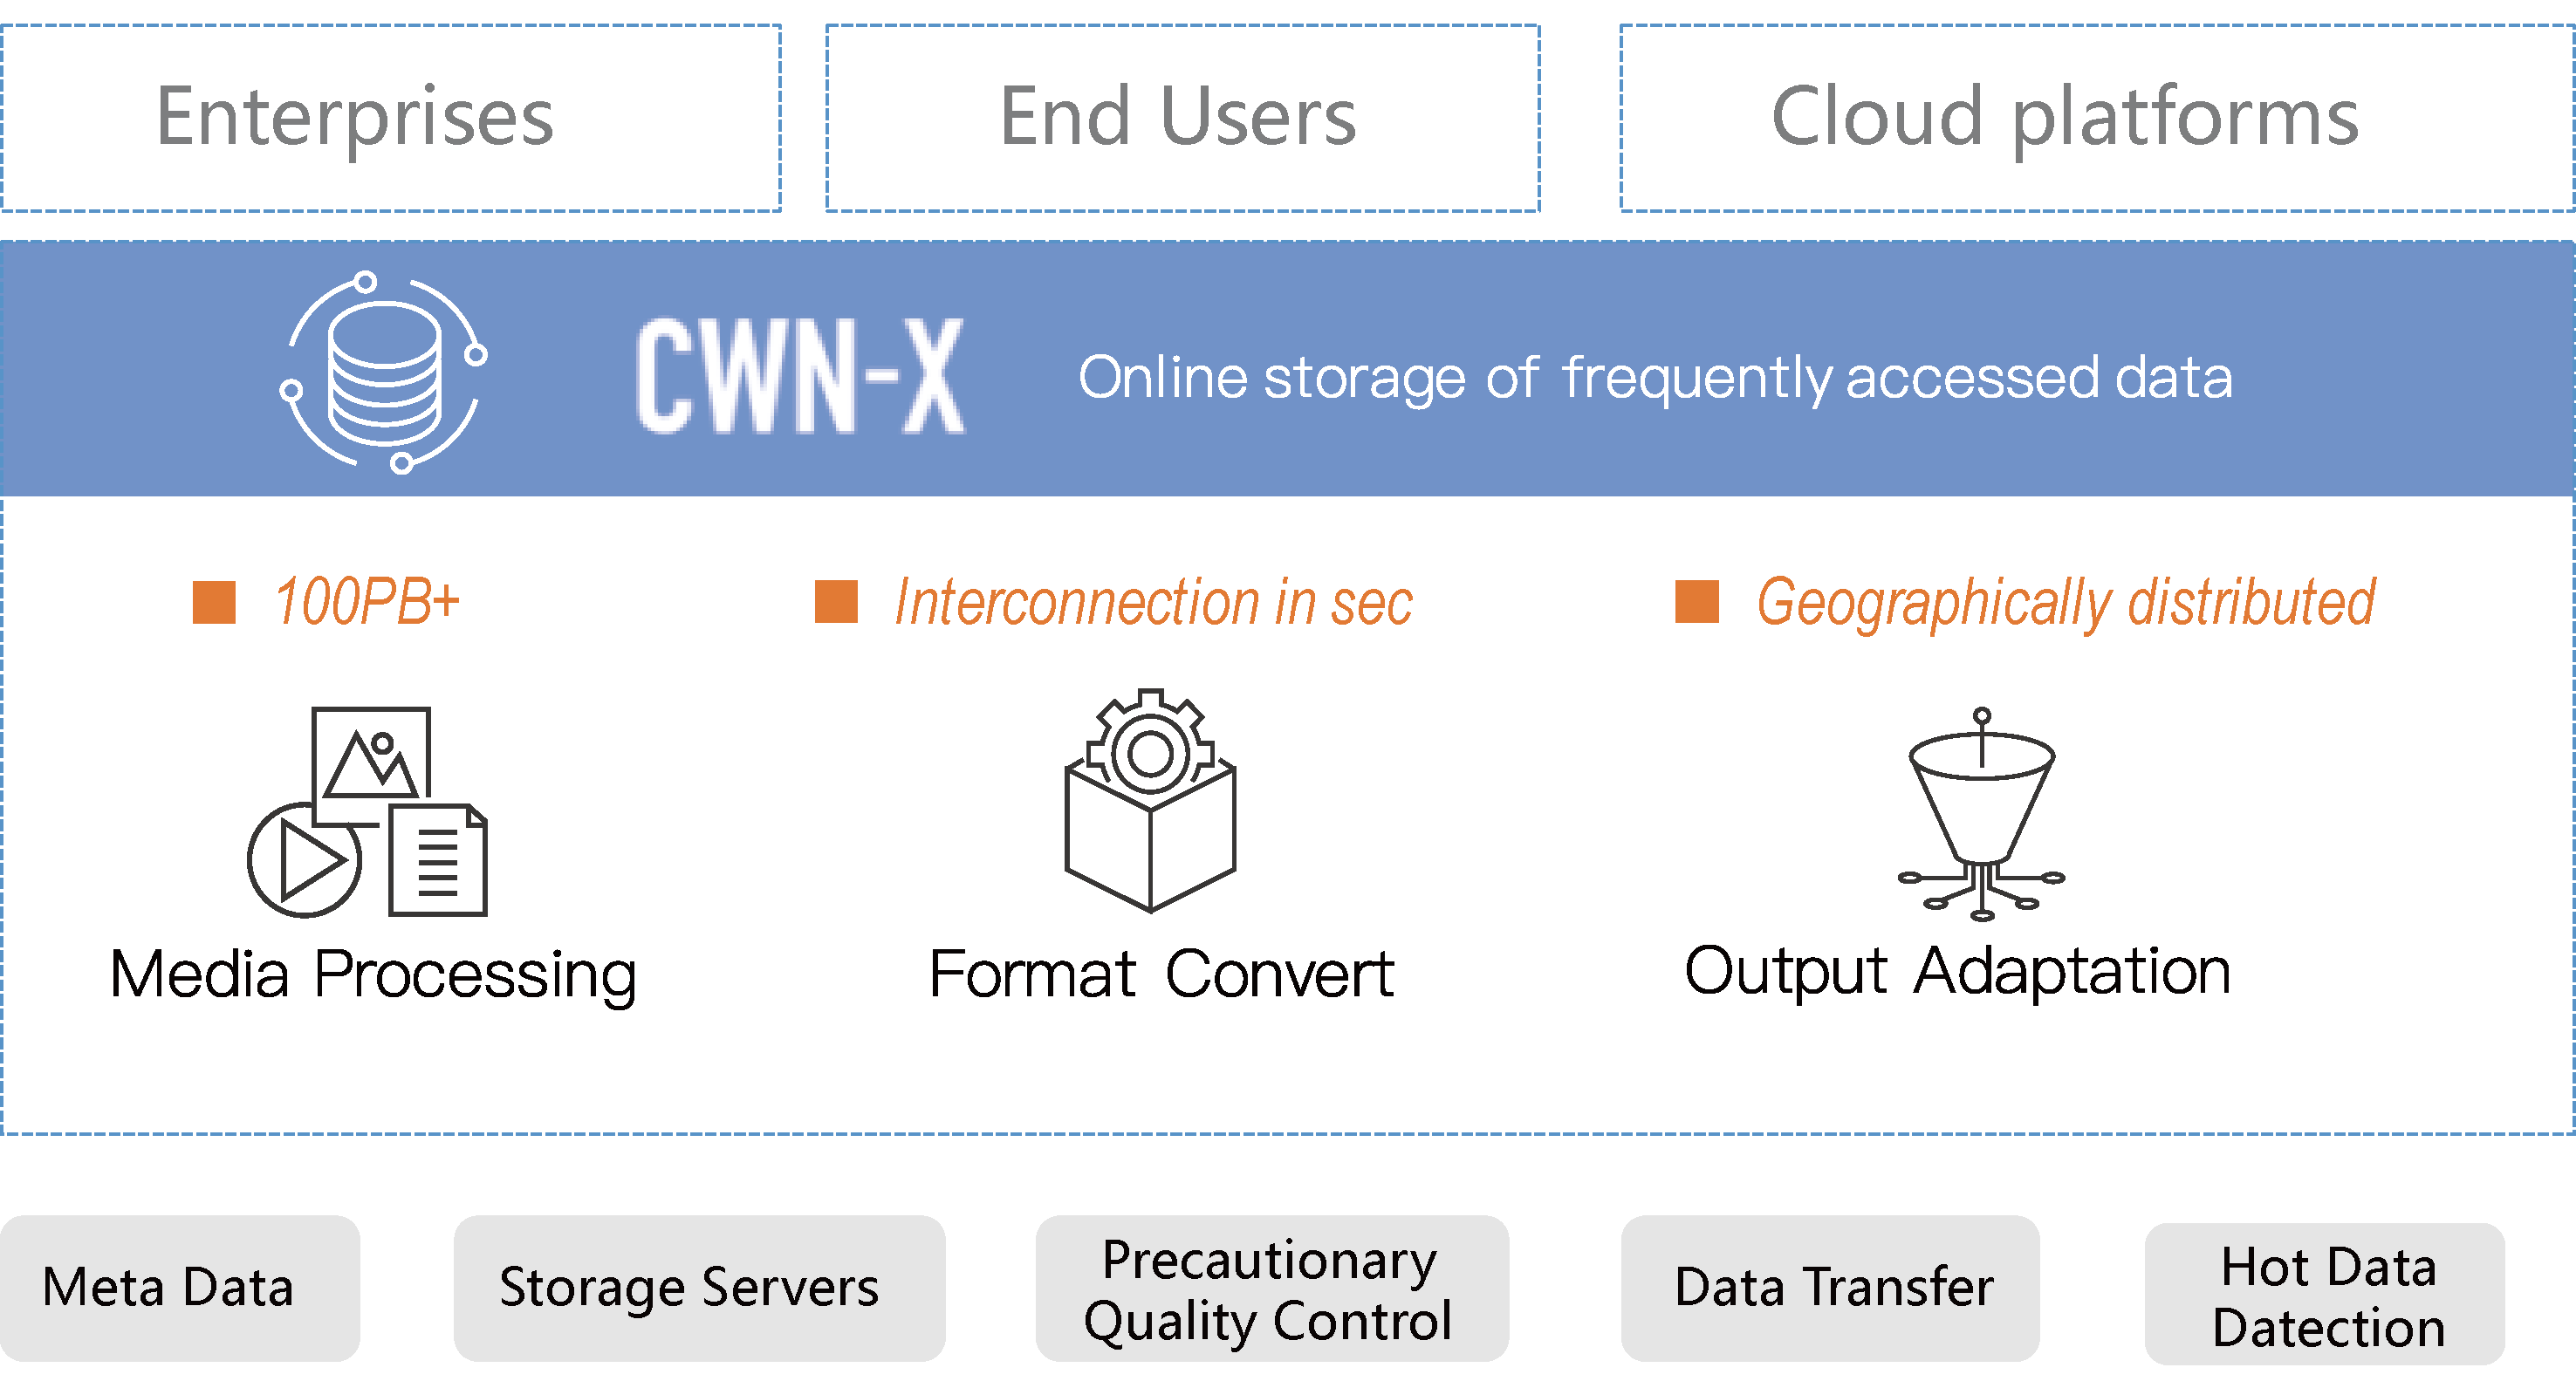 Enterprises
End Users
Cloud platforms
CWN-X
Online storage of frequently accessed data
100PB+
Interconnection in sec
Geographically distributed
Media Processing
Format Convert
Output Adaptation
Meta Data
Storage Servers
Precautionary
Quality Control
Data Transfer
Hot Data
Datection